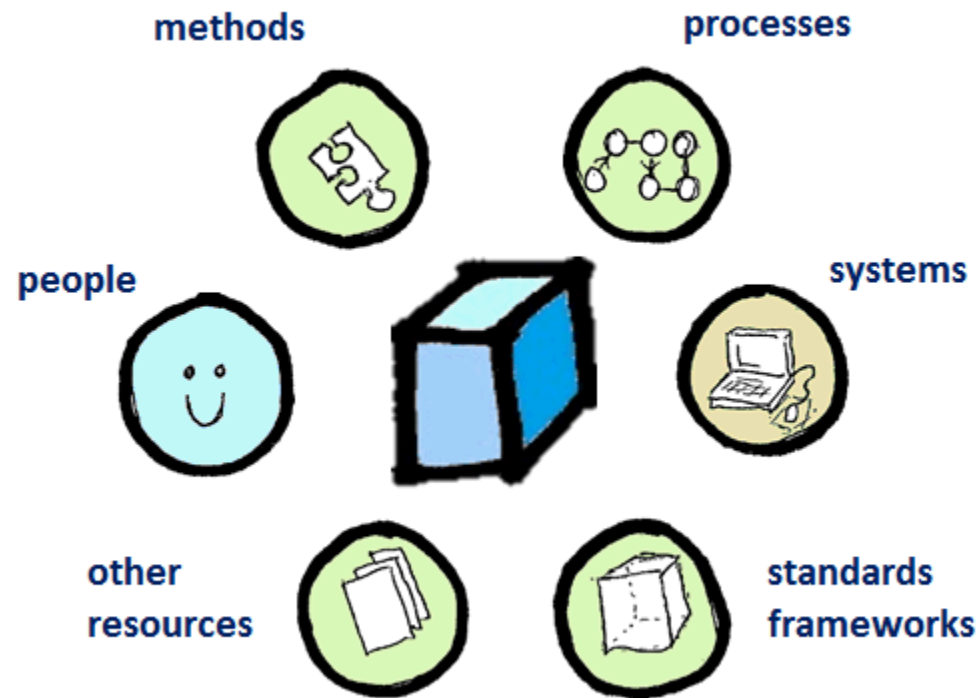 methods
processes
people
systems
other
resources
standards
frameworks